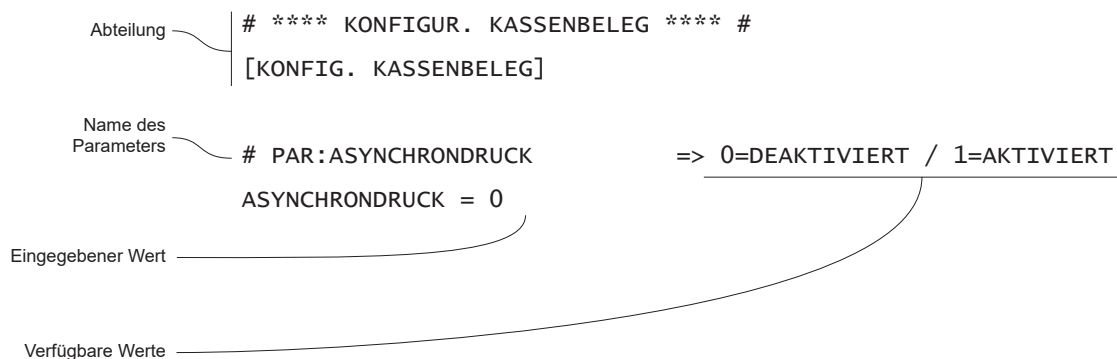 Abteilung
# **** KONFIGUR. KASSENBELEG **** #
[KONFIG. KASSENBELEG]
Name des
Parameters
# PAR:ASYNCHRONDRUCK => 0=DEAKTIVIERT / 1=AKTIVIERT
ASYNCHRONDRUCK = 0
Eingegebener Wert
Verfügbare Werte